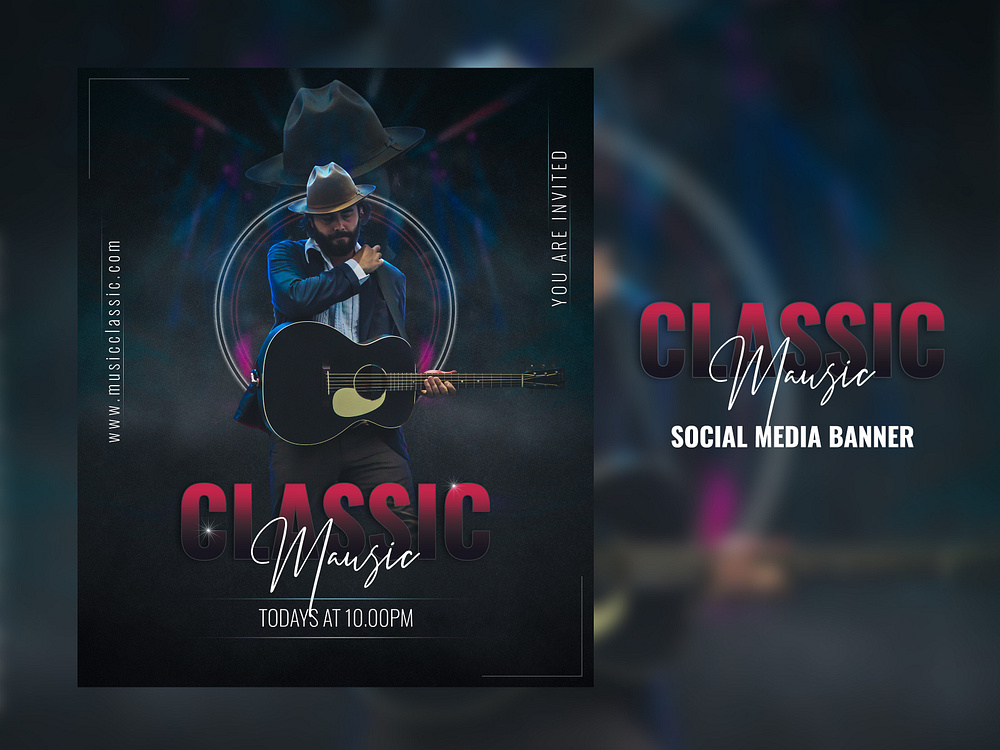 YOU ARE INVITED
www.musicclassic.com
CLASSIC
Mausic
TODAYS AT 10.00PM
CLASSIC
Mausic
SOCIAL MEDIA BANNER